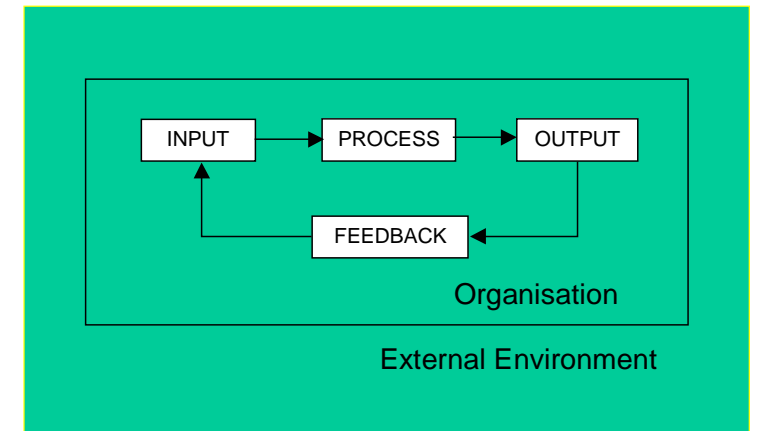 INPUT
PROCESS
OUTPUT
FEEDBACK
Organisation
External Environment